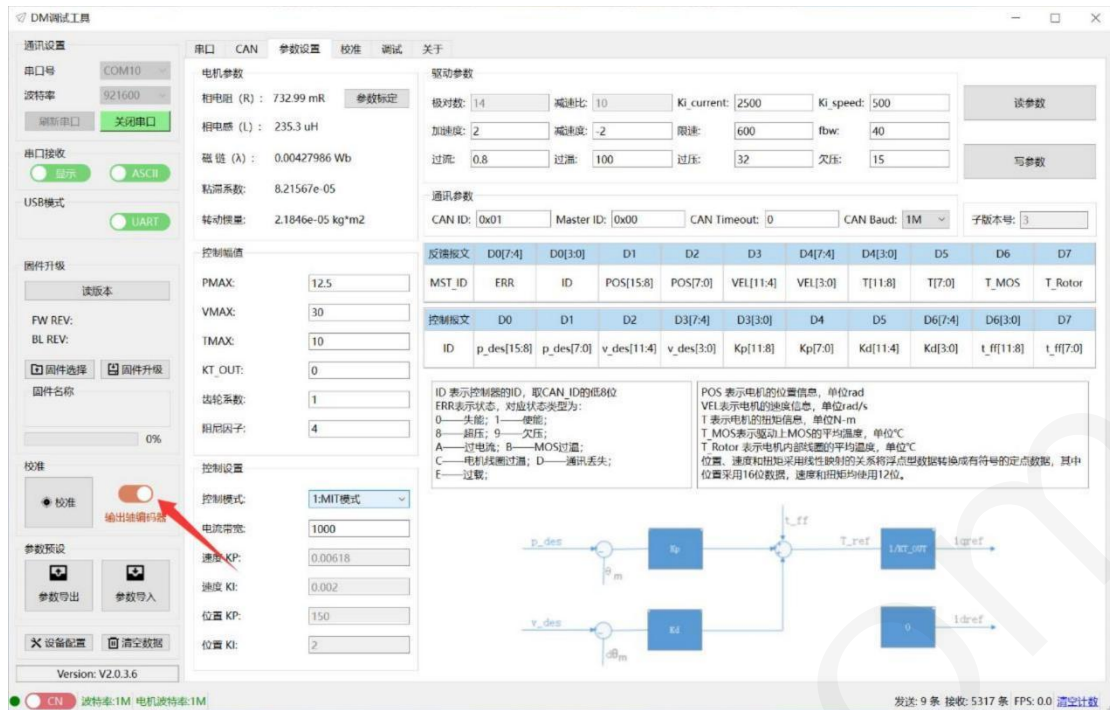 DM调试工具
通讯设置
串口号 COM10
波特率 921600
刷新串口 关闭串口
串口接收
显示 ASCII
USB模式
UART
固件升级
读版本
FW REV:
BL REV:
固件选择 固件升级
固件名称
0%
校准
校准 输出轴编码器
参数预设
参数导出 参数导入
设备配置 清空数据
Version: V2.0.3.6
串口 CAN 参数设置 校准 调试 关于
电机参数
相电阻 (R) : 732.99 mR 参数标定
相电感 (L) : 235.3 uH
磁 链 (λ) : 0.00427986 Wb
粘滞系数: 8.21567e-05
转动惯量: 2.1846e-05 kg*m2
控制幅值
PMAX: 12.5
VMAX: 30
TMAX: 10
KT_OUT: 0
齿轮系数: 1
阻尼因子: 4
控制设置
控制模式: 1:MIT模式
电流带宽: 1000
速度 KP: 0.00618
速度 KI: 0.002
位置 KP: 150
位置 KI: 2
驱动参数
极对数: 14 减速比: 10 Ki_current: 2500 Ki_speed: 500 读参数
加速度: 2 减速度: -2 限速: 600 fbw: 40
过流: 0.8 过温: 100 过压: 32 欠压: 15 写参数
通讯参数
CAN ID: 0x01 Master ID: 0x00 CAN Timeout: 0 CAN Baud: 1M 子版本号: 3
反馈报文 D0[7:4] D0[3:0] D1 D2 D3 D4[7:4] D4[3:0] D5 D6 D7
MST_ID ERR ID POS[15:8] POS[7:0] VEL[11:4] VEL[3:0] T[11:8] T[7:0] T_MOS T_Rotor
控制报文 D0 D1 D2 D3[7:4] D3[3:0] D4 D5 D6[7:4] D6[3:0] D7
ID p_des[15:8] p_des[7:0] v_des[11:4] v_des[3:0] Kp[11:8] Kp[7:0] Kd[11:4] Kd[3:0] t_ff[11:8] t_ff[7:0]
ID 表示控制器的ID, 取CAN_ID的低8位
ERR表示状态, 对应状态类型为:
0——失能; 1——使能;
8——超压; 9——欠压;
A——过电流; B——MOS过温;
C——电机线圈过温; D——通讯丢失;
E——过载;
POS 表示电机的位置信息, 单位rad
VEL表示电机的速度信息, 单位rad/s
T 表示电机的扭矩信息, 单位N-m
T_MOS表示驱动上MOS的平均温度, 单位℃
T_Rotor 表示电机内部线圈的平均温度, 单位℃
位置、速度和扭矩采用线性映射的关系将浮点型数据转换成有符号的定点数据, 其中
位置采用16位数据, 速度和扭矩均使用12位。
t_ff
p_des Kp T_ref 1/KT_OUT iqref
θm
v_des Kd 0 idref
dθm
CN 波特率:1M 电机波特率:1M 发送: 9 条 接收: 5317 条 FPS: 0.0 清空计数